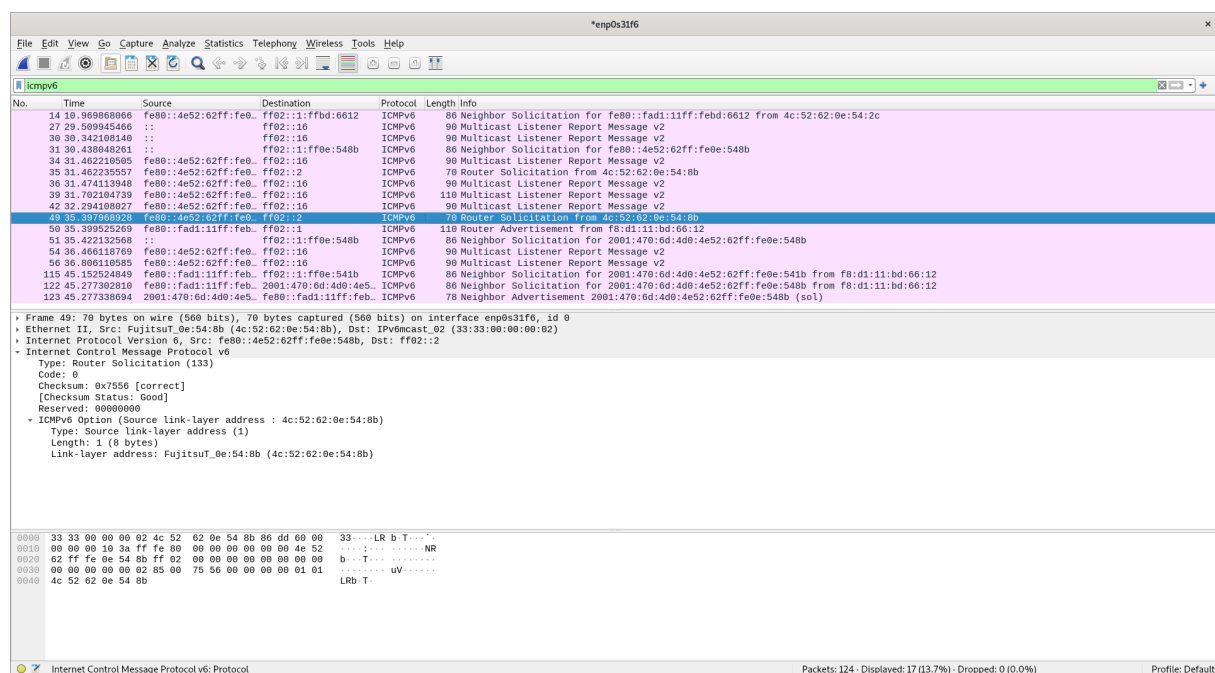 *enp0s31f6
File Edit View Go Capture Analyze Statistics Telephony Wireless Tools Help
icmpv6
No. Time Source Destination Protocol Length Info
14 10.969868066 fe80::4e52:62ff:fe0… ff02::1:ffbd:6612 ICMPv6 86 Neighbor Solicitation for fe80::fad1:11ff:febd:6612 from 4c:52:62:0e:54:2c
27 29.509945466 :: ff02::16 ICMPv6 90 Multicast Listener Report Message v2
30 30.342108140 :: ff02::16 ICMPv6 90 Multicast Listener Report Message v2
31 30.438048261 :: ff02::1:ff0e:548b ICMPv6 86 Neighbor Solicitation for fe80::4e52:62ff:fe0e:548b
34 31.462210505 fe80::4e52:62ff:fe0… ff02::16 ICMPv6 90 Multicast Listener Report Message v2
35 31.462235557 fe80::4e52:62ff:fe0… ff02::2 ICMPv6 70 Router Solicitation from 4c:52:62:0e:54:8b
36 31.474113948 fe80::4e52:62ff:fe0… ff02::16 ICMPv6 90 Multicast Listener Report Message v2
39 31.702104739 fe80::4e52:62ff:fe0… ff02::16 ICMPv6 110 Multicast Listener Report Message v2
42 32.294108027 fe80::4e52:62ff:fe0… ff02::16 ICMPv6 90 Multicast Listener Report Message v2
49 35.397968928 fe80::4e52:62ff:fe0… ff02::2 ICMPv6 70 Router Solicitation from 4c:52:62:0e:54:8b
50 35.399525269 fe80::fad1:11ff:feb… ff02::1 ICMPv6 110 Router Advertisement from f8:d1:11:bd:66:12
51 35.422132568 :: ff02::1:ff0e:548b ICMPv6 86 Neighbor Solicitation for 2001:470:6d:4d0:4e52:62ff:fe0e:548b
54 36.466118769 fe80::4e52:62ff:fe0… ff02::16 ICMPv6 90 Multicast Listener Report Message v2
56 36.806110585 fe80::4e52:62ff:fe0… ff02::16 ICMPv6 90 Multicast Listener Report Message v2
115 45.152524849 fe80::fad1:11ff:feb… ff02::1:ff0e:541b ICMPv6 86 Neighbor Solicitation for 2001:470:6d:4d0:4e52:62ff:fe0e:541b from f8:d1:11:bd:66:12
122 45.277302810 fe80::fad1:11ff:feb… 2001:470:6d:4d0:4e5… ICMPv6 86 Neighbor Solicitation for 2001:470:6d:4d0:4e52:62ff:fe0e:548b from f8:d1:11:bd:66:12
123 45.277338694 2001:470:6d:4d0:4e5… fe80::fad1:11ff:feb… ICMPv6 78 Neighbor Advertisement 2001:470:6d:4d0:4e52:62ff:fe0e:548b (sol)
Frame 49: 70 bytes on wire (560 bits), 70 bytes captured (560 bits) on interface enp0s31f6, id 0
Ethernet II, Src: FujitsuT_0e:54:8b (4c:52:62:0e:54:8b), Dst: IPv6mcast_02 (33:33:00:00:00:02)
Internet Protocol Version 6, Src: fe80::4e52:62ff:fe0e:548b, Dst: ff02::2
Internet Control Message Protocol v6
Type: Router Solicitation (133)
Code: 0
Checksum: 0x7556 [correct]
[Checksum Status: Good]
Reserved: 00000000
ICMPv6 Option (Source link-layer address : 4c:52:62:0e:54:8b)
Type: Source link-layer address (1)
Length: 1 (8 bytes)
Link-layer address: FujitsuT_0e:54:8b (4c:52:62:0e:54:8b)
0000 33 33 00 00 00 02 4c 52 62 0e 54 8b 86 dd 60 00 33····LR b·T···`·
0010 00 00 00 10 3a ff fe 80 00 00 00 00 00 00 4e 52 ····:··· ······NR
0020 62 ff fe 0e 54 8b ff 02 00 00 00 00 00 00 00 00 b···T··· ········
0030 00 00 00 00 00 02 85 00 75 56 00 00 00 00 01 01 ········ uV······
0040 4c 52 62 0e 54 8b LRb·T·
Internet Control Message Protocol v6: Protocol Packets: 124 · Displayed: 17 (13.7%) · Dropped: 0 (0.0%) Profile: Default